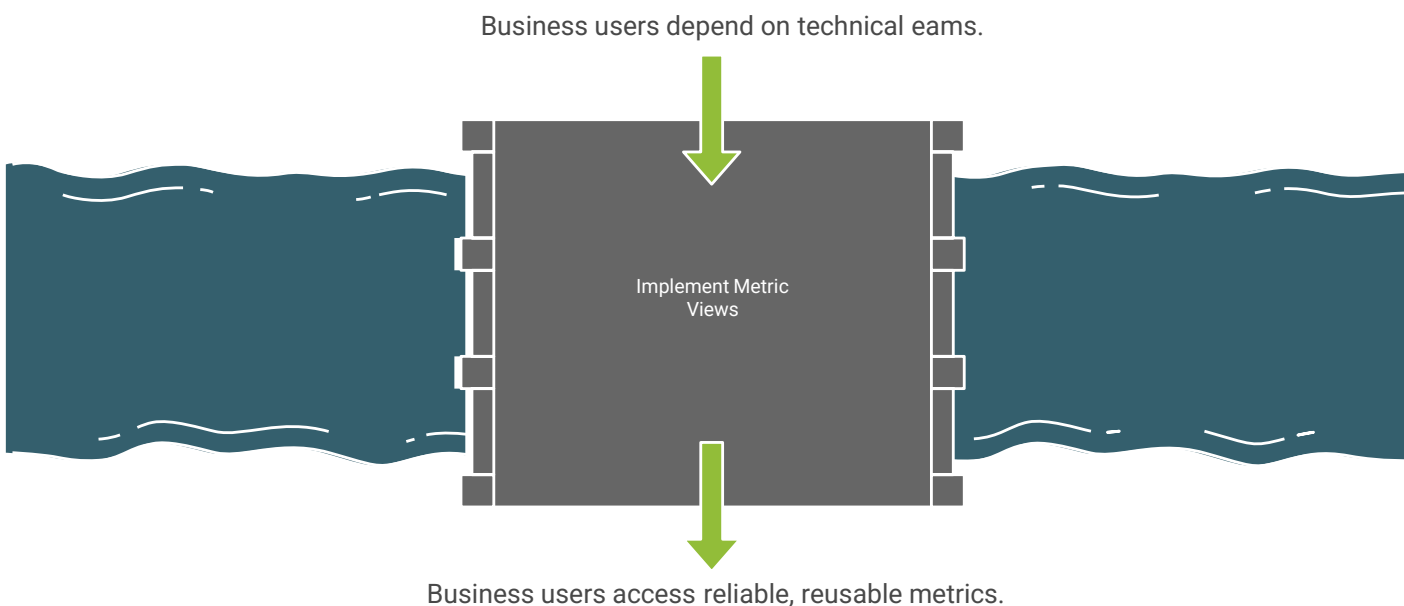 Business users depend on technical eams.
Implement Metric
Views
Business users access reliable, reusable metrics.